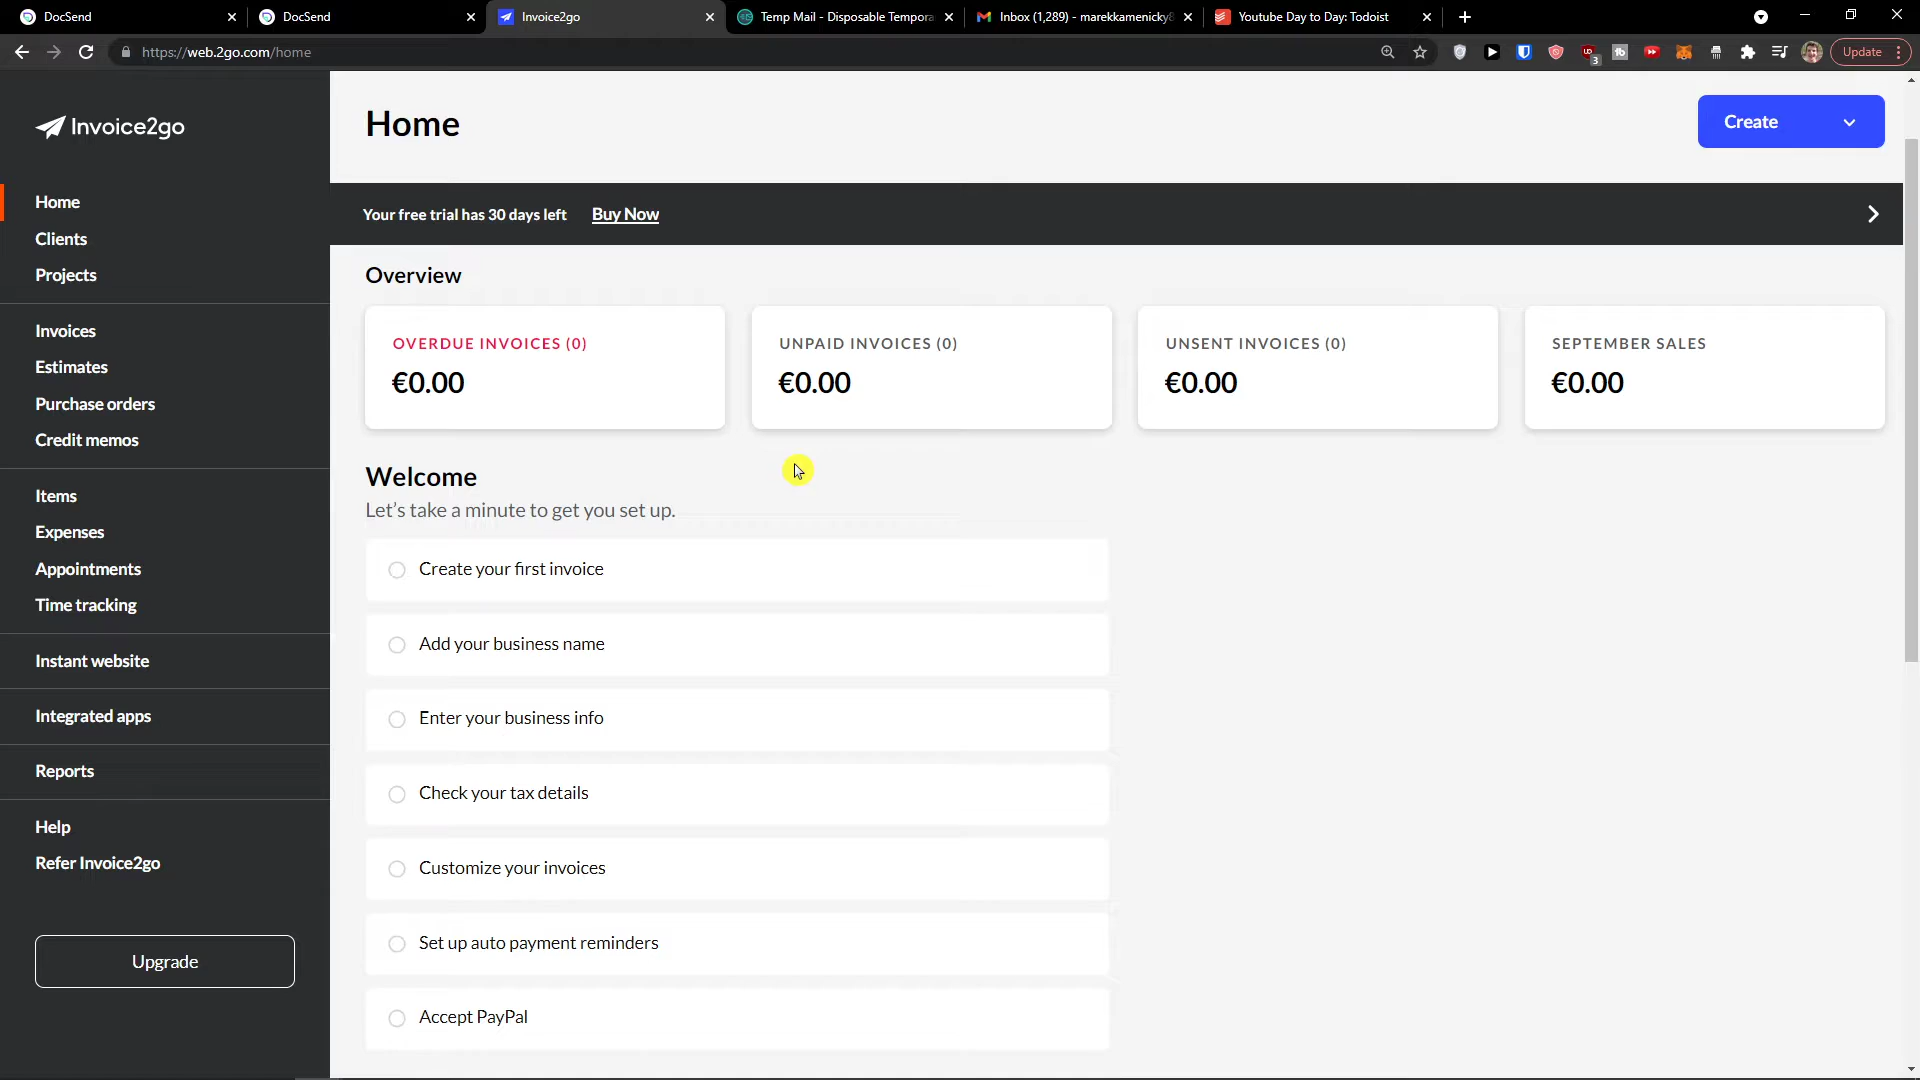 DocSend
DocSend
Invoice2go
Temp Mail - Disposable Tempora
Inbox (1,289) - marekkamenicky8
Youtube Day to Day: Todoist
https://web.2go.com/home
3
Update
Invoice2go
Home
Clients
Projects
Invoices
Estimates
Purchase orders
Credit memos
Items
Expenses
Appointments
Time tracking
Instant website
Integrated apps
Reports
Help
Refer Invoice2go
Upgrade
Home
Create
Your free trial has 30 days left Buy Now
Overview
OVERDUE INVOICES (0)
€0.00
UNPAID INVOICES (0)
€0.00
UNSENT INVOICES (0)
€0.00
SEPTEMBER SALES
€0.00
Welcome
Let's take a minute to get you set up.
Create your first invoice
Add your business name
Enter your business info
Check your tax details
Customize your invoices
Set up auto payment reminders
Accept PayPal